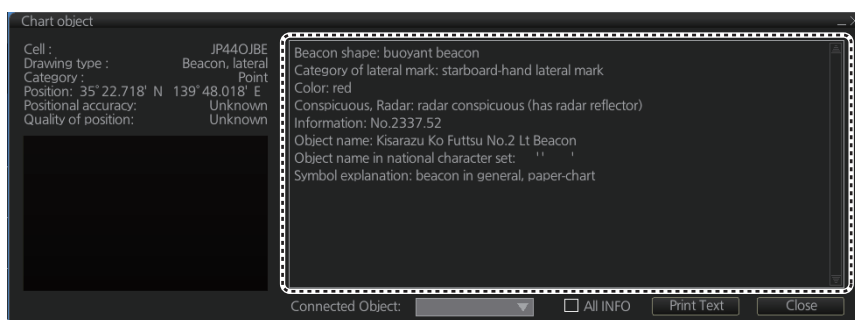 Chart object
Cell : JP44OJBE
Drawing type : Beacon, lateral
Category : Point
Position: 35°22.718' N 139°48.018' E
Positional accuracy: Unknown
Quality of position: Unknown
Beacon shape: buoyant beacon
Category of lateral mark: starboard-hand lateral mark
Color: red
Conspicuous, Radar: radar conspicuous (has radar reflector)
Information: No.2337.52
Object name: Kisarazu Ko Futtsu No.2 Lt Beacon
Object name in national character set: ' ' '
Symbol explanation: beacon in general, paper-chart
Connected Object:
All INFO
Print Text
Close